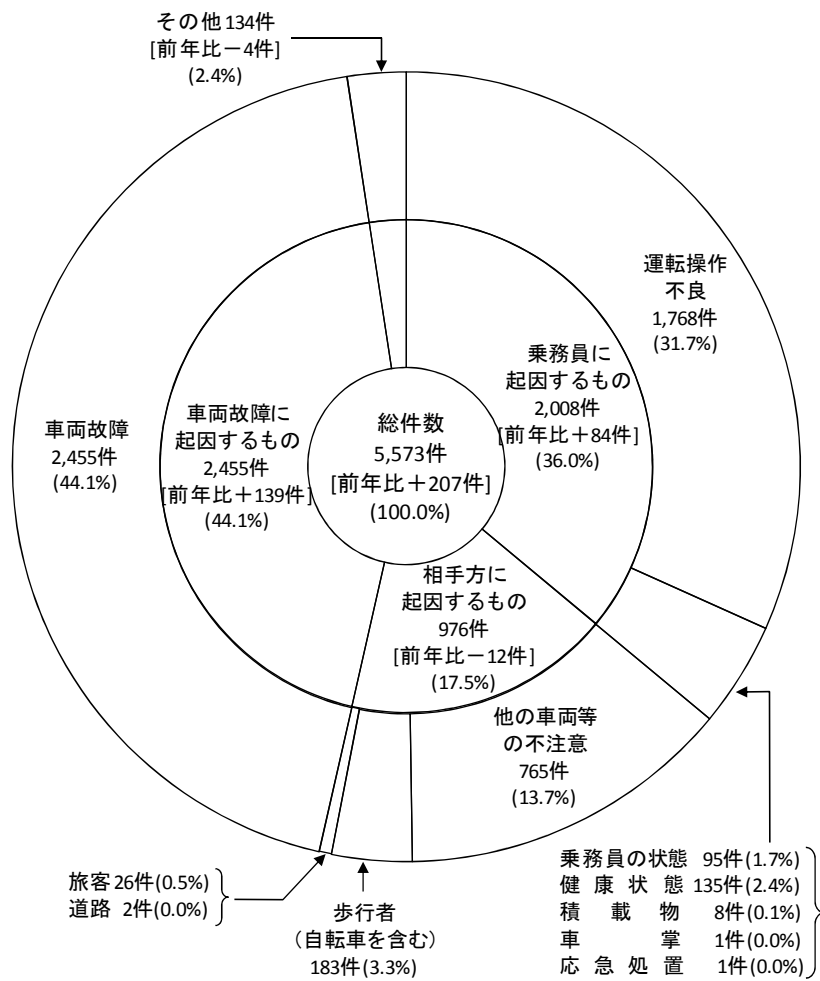 その他134件
[前年比－4件]
(2.4%)
運転操作
不良
1,768件
(31.7%)
乗務員に
起因するもの
2,008件
[前年比＋84件]
(36.0%)
総件数
5,573件
[前年比＋207件]
(100.0%)
車両故障に
起因するもの
2,455件
[前年比＋139件]
(44.1%)
車両故障
2,455件
(44.1%)
相手方に
起因するもの
976件
[前年比－12件]
(17.5%)
他の車両等
の不注意
765件
(13.7%)
旅客26件(0.5%)
道路 2件(0.0%)
歩行者
（自転車を含む）
183件(3.3%)
乗務員の状態 95件(1.7%)
健康状態 135件(2.4%)
積載物 8件(0.1%)
車掌 1件(0.0%)
応急処置 1件(0.0%)